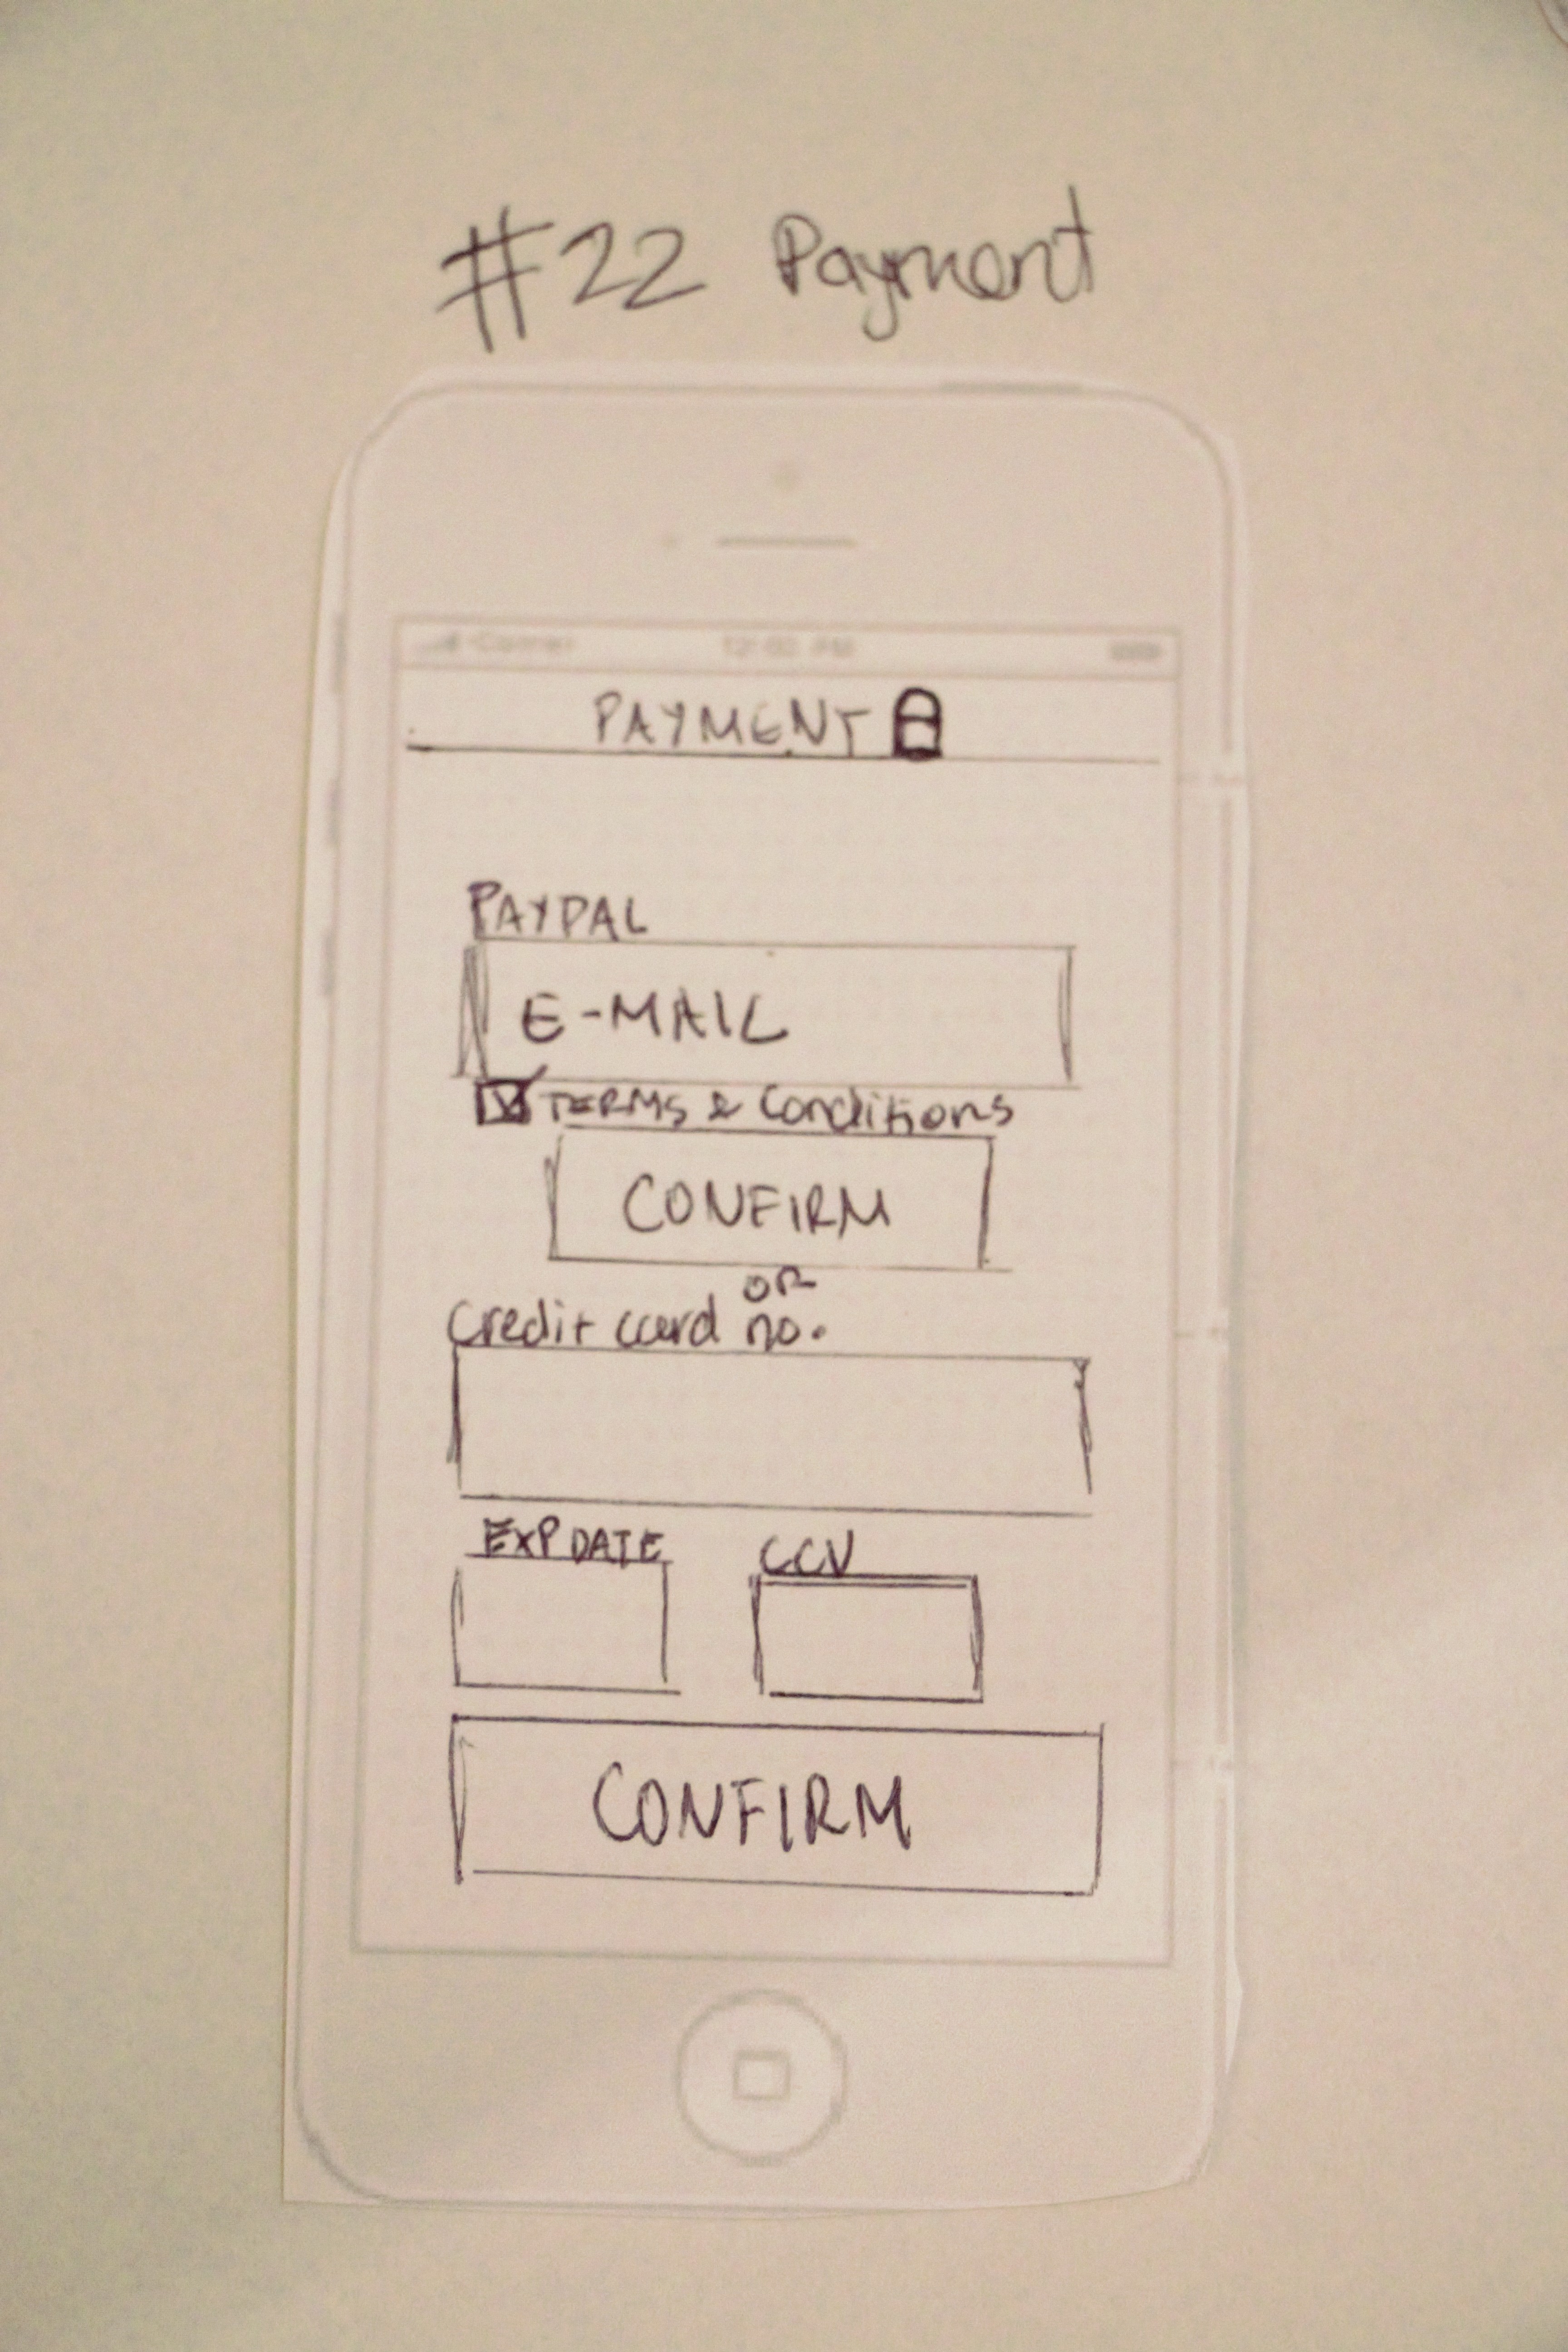 #22 Payment
Carrier 12:00 PM
PAYMENT
PAYPAL
E-MAIL
TERMS & Conditions
CONFIRM
OR
Credit card no.
EXP DATE CCV
CONFIRM